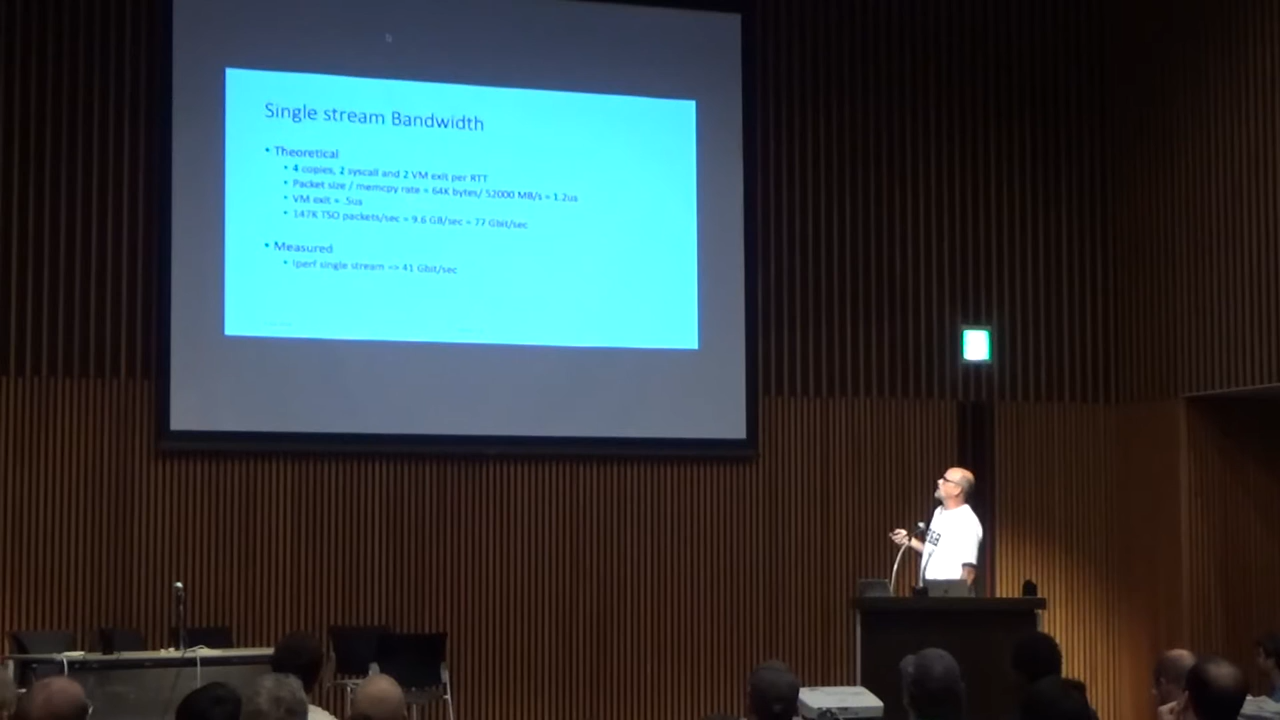 Single stream Bandwidth
• Theoretical
• 4 copies, 2 syscall and 2 VM exit per RTT
• Packet size / memcpy rate = 64K bytes/ 52000 MB/s = 1.2us
• VM exit = .5us
• 147K TSO packets/sec = 9.6 GB/sec = 77 Gbit/sec
• Measured
• Iperf single stream => 41 Gbit/sec